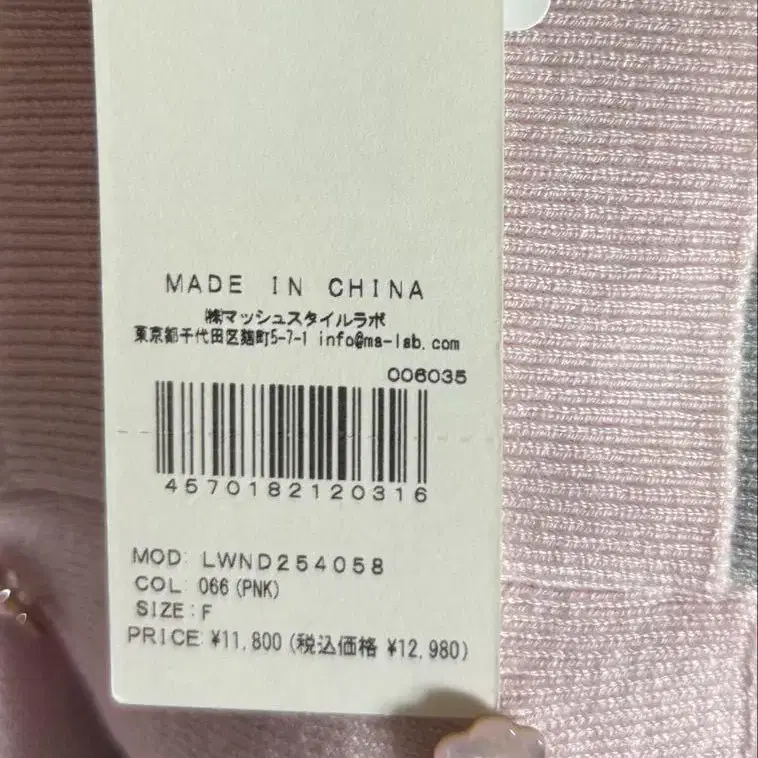 MADE IN CHINA
㈱マッシュスタイルラボ
東京都千代田区麹町5-7-1 info@ma-lab.com
006035
4570182120316
MOD: LWND254058
COL: 066 (PNK)
SIZE: F
PRICE: ¥11,800 (税込価格 ¥12,980)